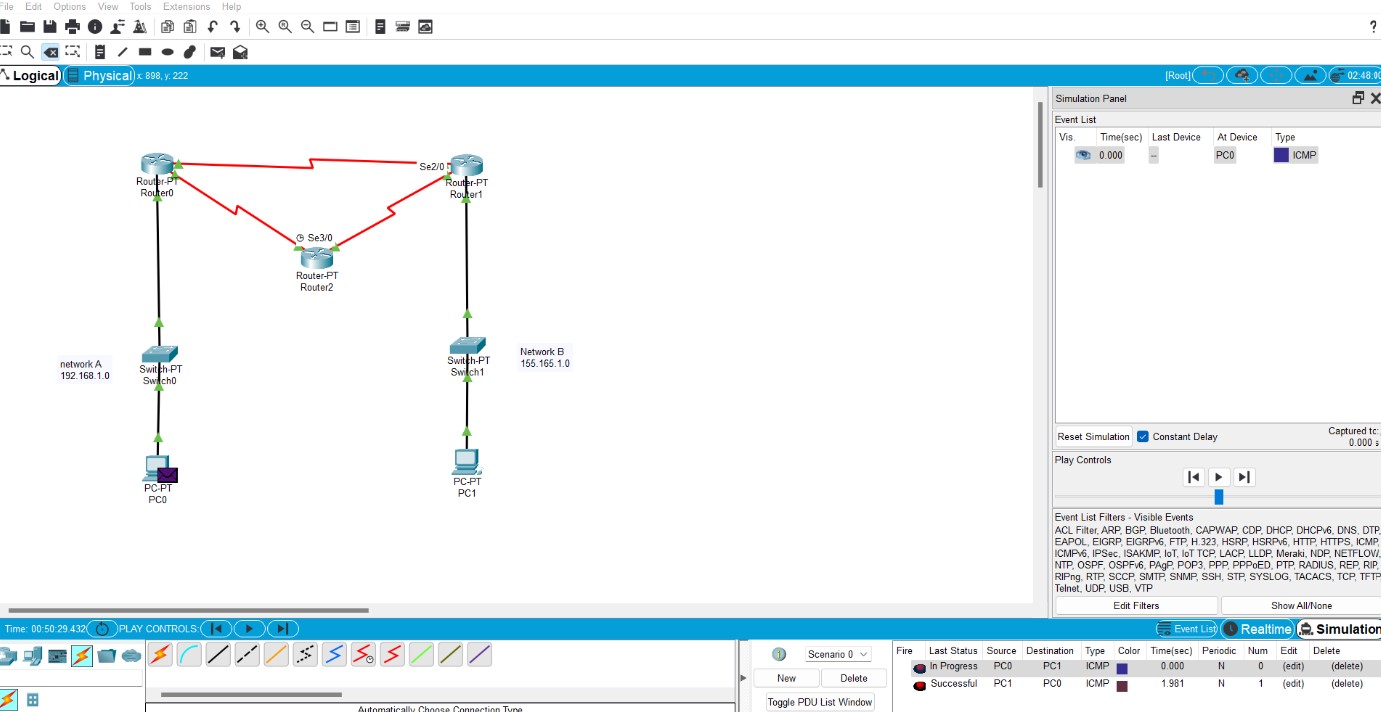 File Edit Options View Tools Extensions Help
?
Logical Physical x: 898, y: 222 [Root] 02:48:00
Simulation Panel
Event List
Vis. Time(sec) Last Device At Device Type
0.000 -- PC0 ICMP
Se2/0
Router-PT
Router0
Router-PT
Router1
Se3/0
Router-PT
Router2
network A
192.168.1.0
Switch-PT
Switch0
Switch-PT
Switch1
Network B
155.165.1.0
PC-PT
PC0
PC-PT
PC1
Reset Simulation Constant Delay Captured to:
0.000 s
Play Controls
Event List Filters - Visible Events
ACL Filter, ARP, BGP, Bluetooth, CAPWAP, CDP, DHCP, DHCPv6, DNS, DTP,
EAPOL, EIGRP, EIGRPv6, FTP, H.323, HSRP, HSRPv6, HTTP, HTTPS, ICMP,
ICMPv6, IPSec, ISAKMP, IoT, IoT TCP, LACP, LLDP, Meraki, NDP, NETFLOW,
NTP, OSPF, OSPFv6, PAgP, POP3, PPP, PPPoED, PTP, RADIUS, REP, RIP,
RIPng, RTP, SCCP, SMTP, SNMP, SSH, STP, SYSLOG, TACACS, TCP, TFTP,
Telnet, UDP, USB, VTP
Edit Filters Show All/None
Time: 00:50:29.432 PLAY CONTROLS: Event List Realtime Simulation
Scenario 0
New Delete
Toggle PDU List Window
Fire Last Status Source Destination Type Color Time(sec) Periodic Num Edit Delete
In Progress PC0 PC1 ICMP 0.000 N 0 (edit) (delete)
Successful PC1 PC0 ICMP 1.981 N 1 (edit) (delete)
Automatically Choose Connection Type